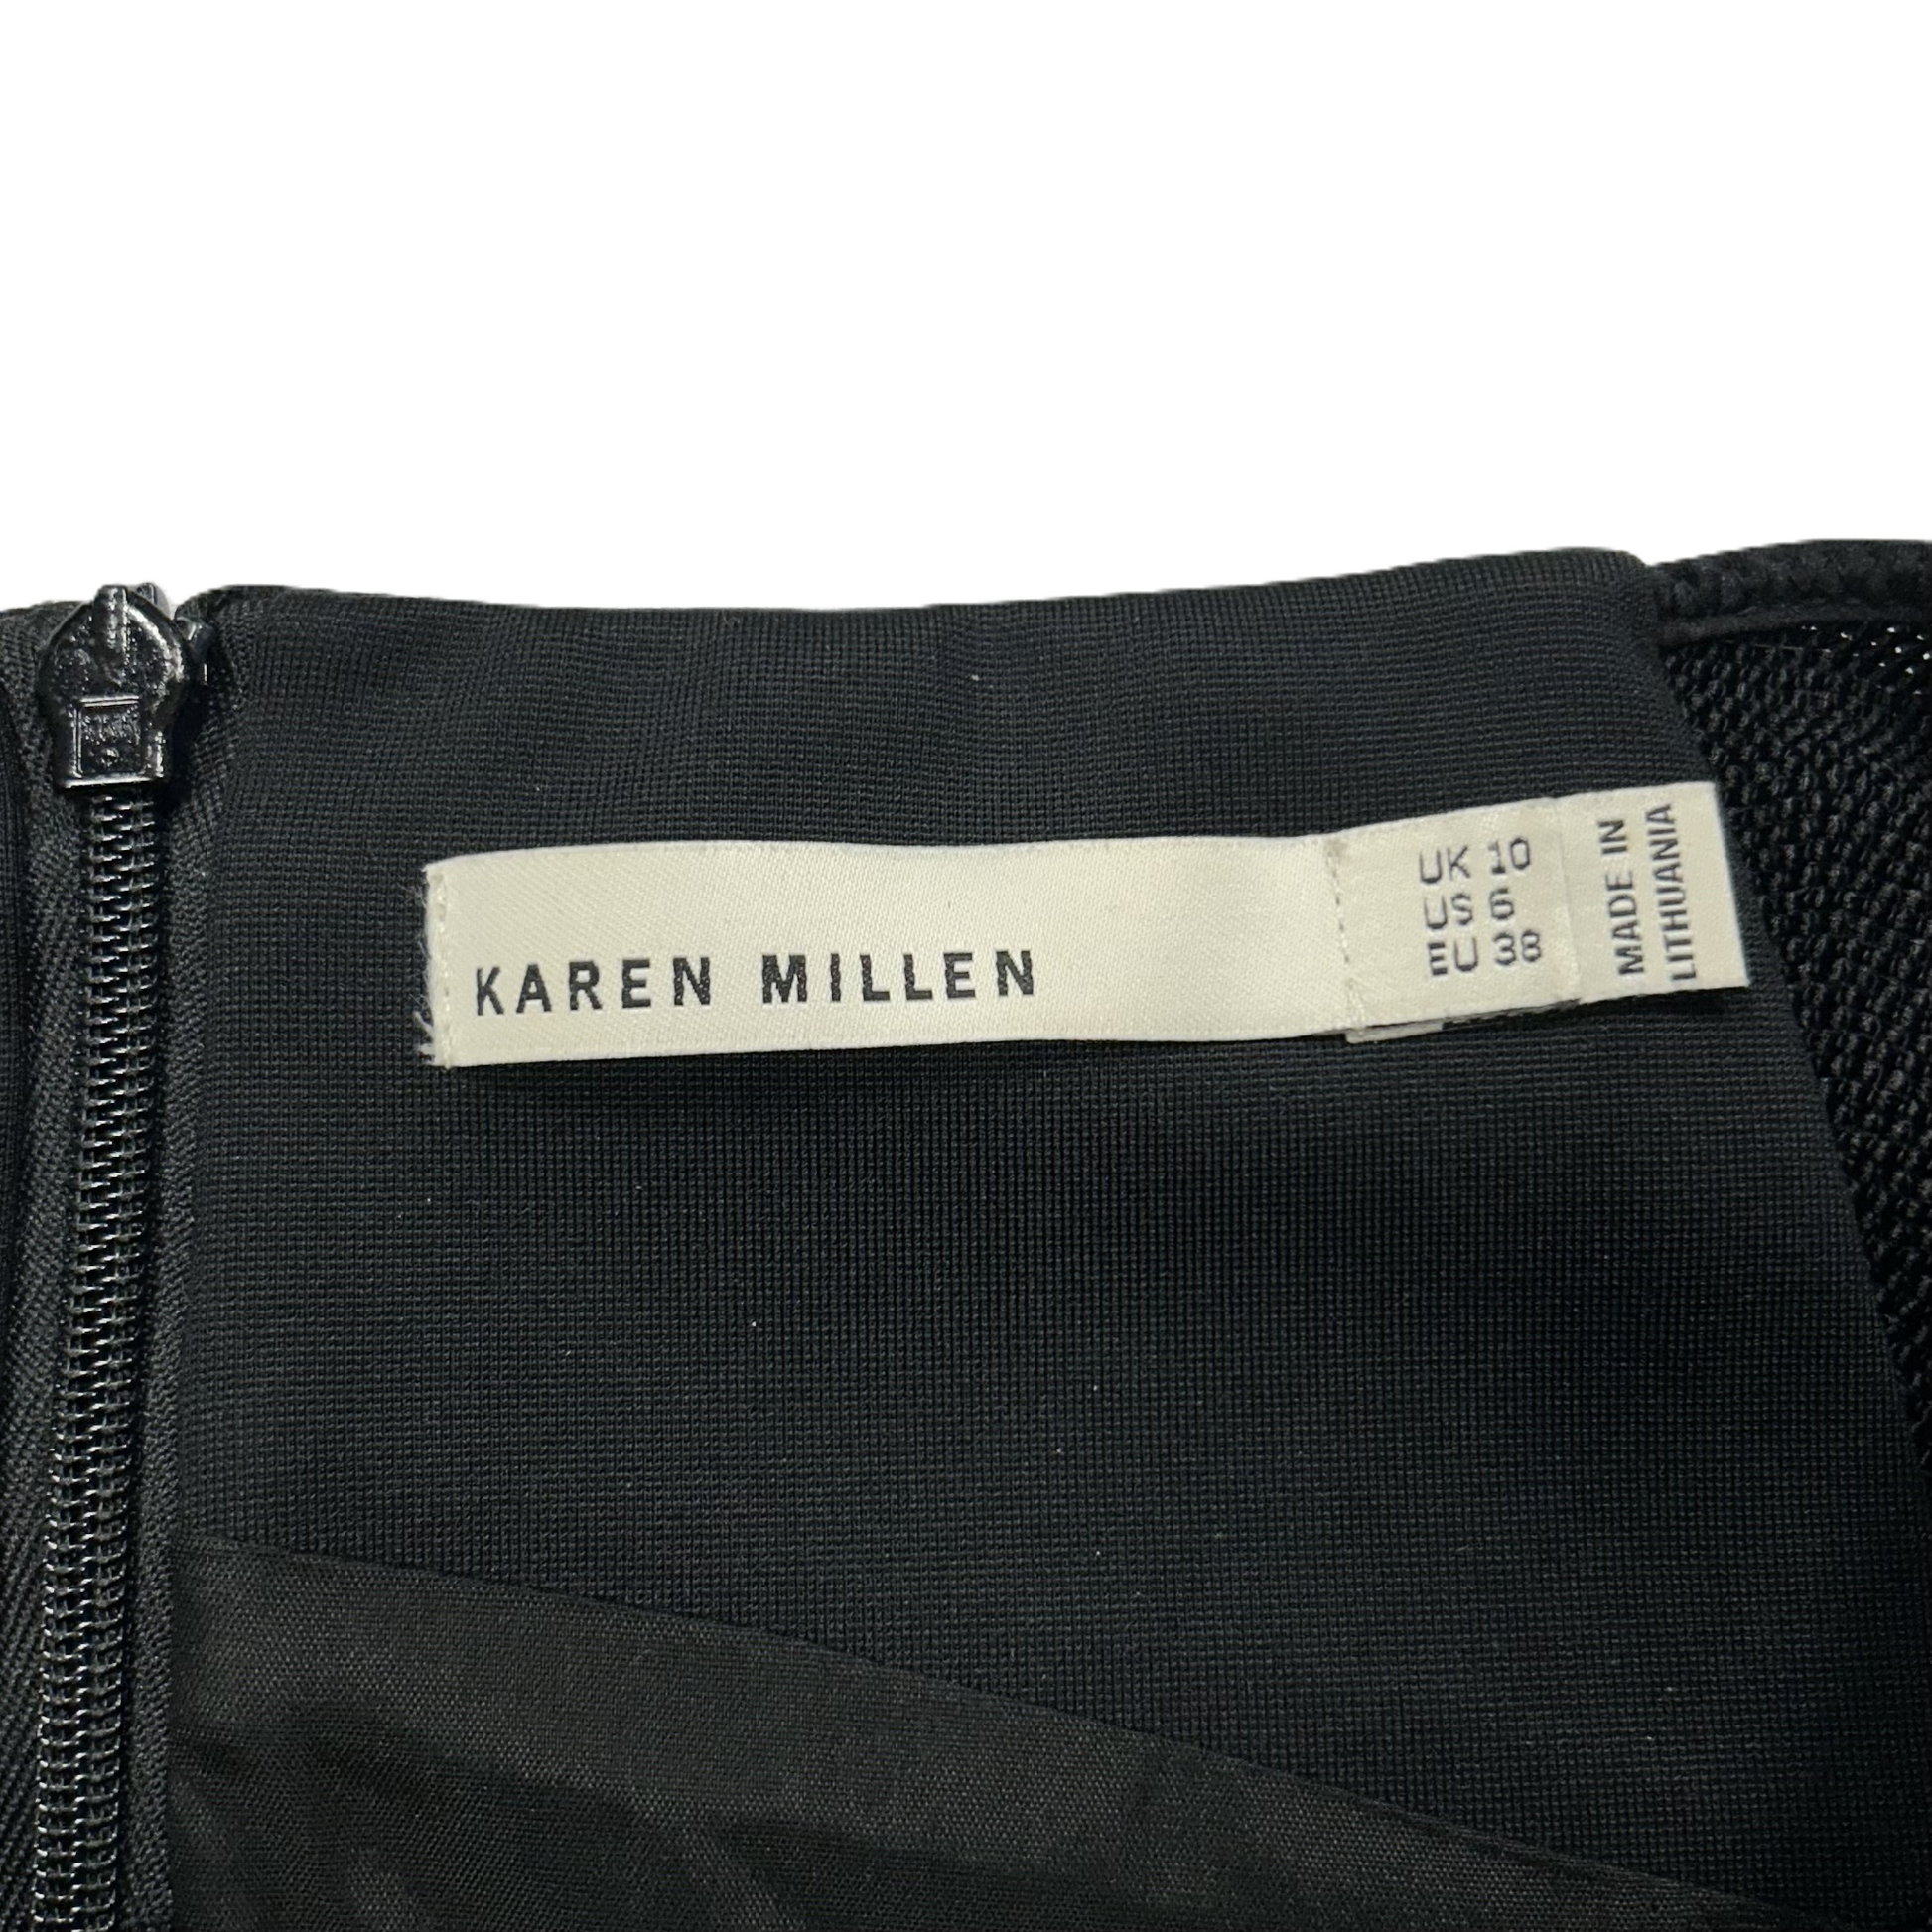 KAREN MILLEN
UK 10
US 6
EU 38
MADE IN
LITHUANIA